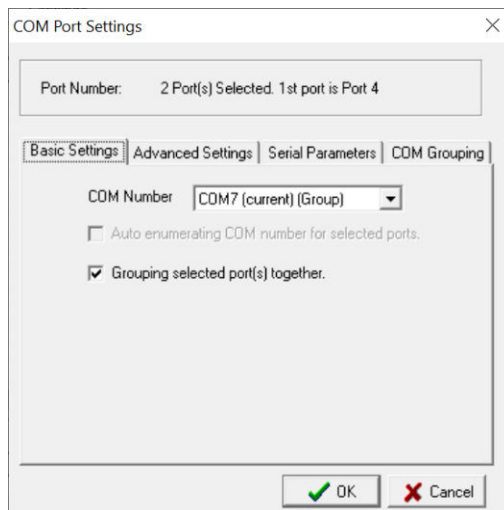 COM Port Settings
Port Number: 2 Port(s) Selected. 1st port is Port 4
Basic Settings Advanced Settings Serial Parameters COM Grouping
COM Number COM7 (current) (Group)
Auto enumerating COM number for selected ports.
Grouping selected port(s) together.
OK Cancel